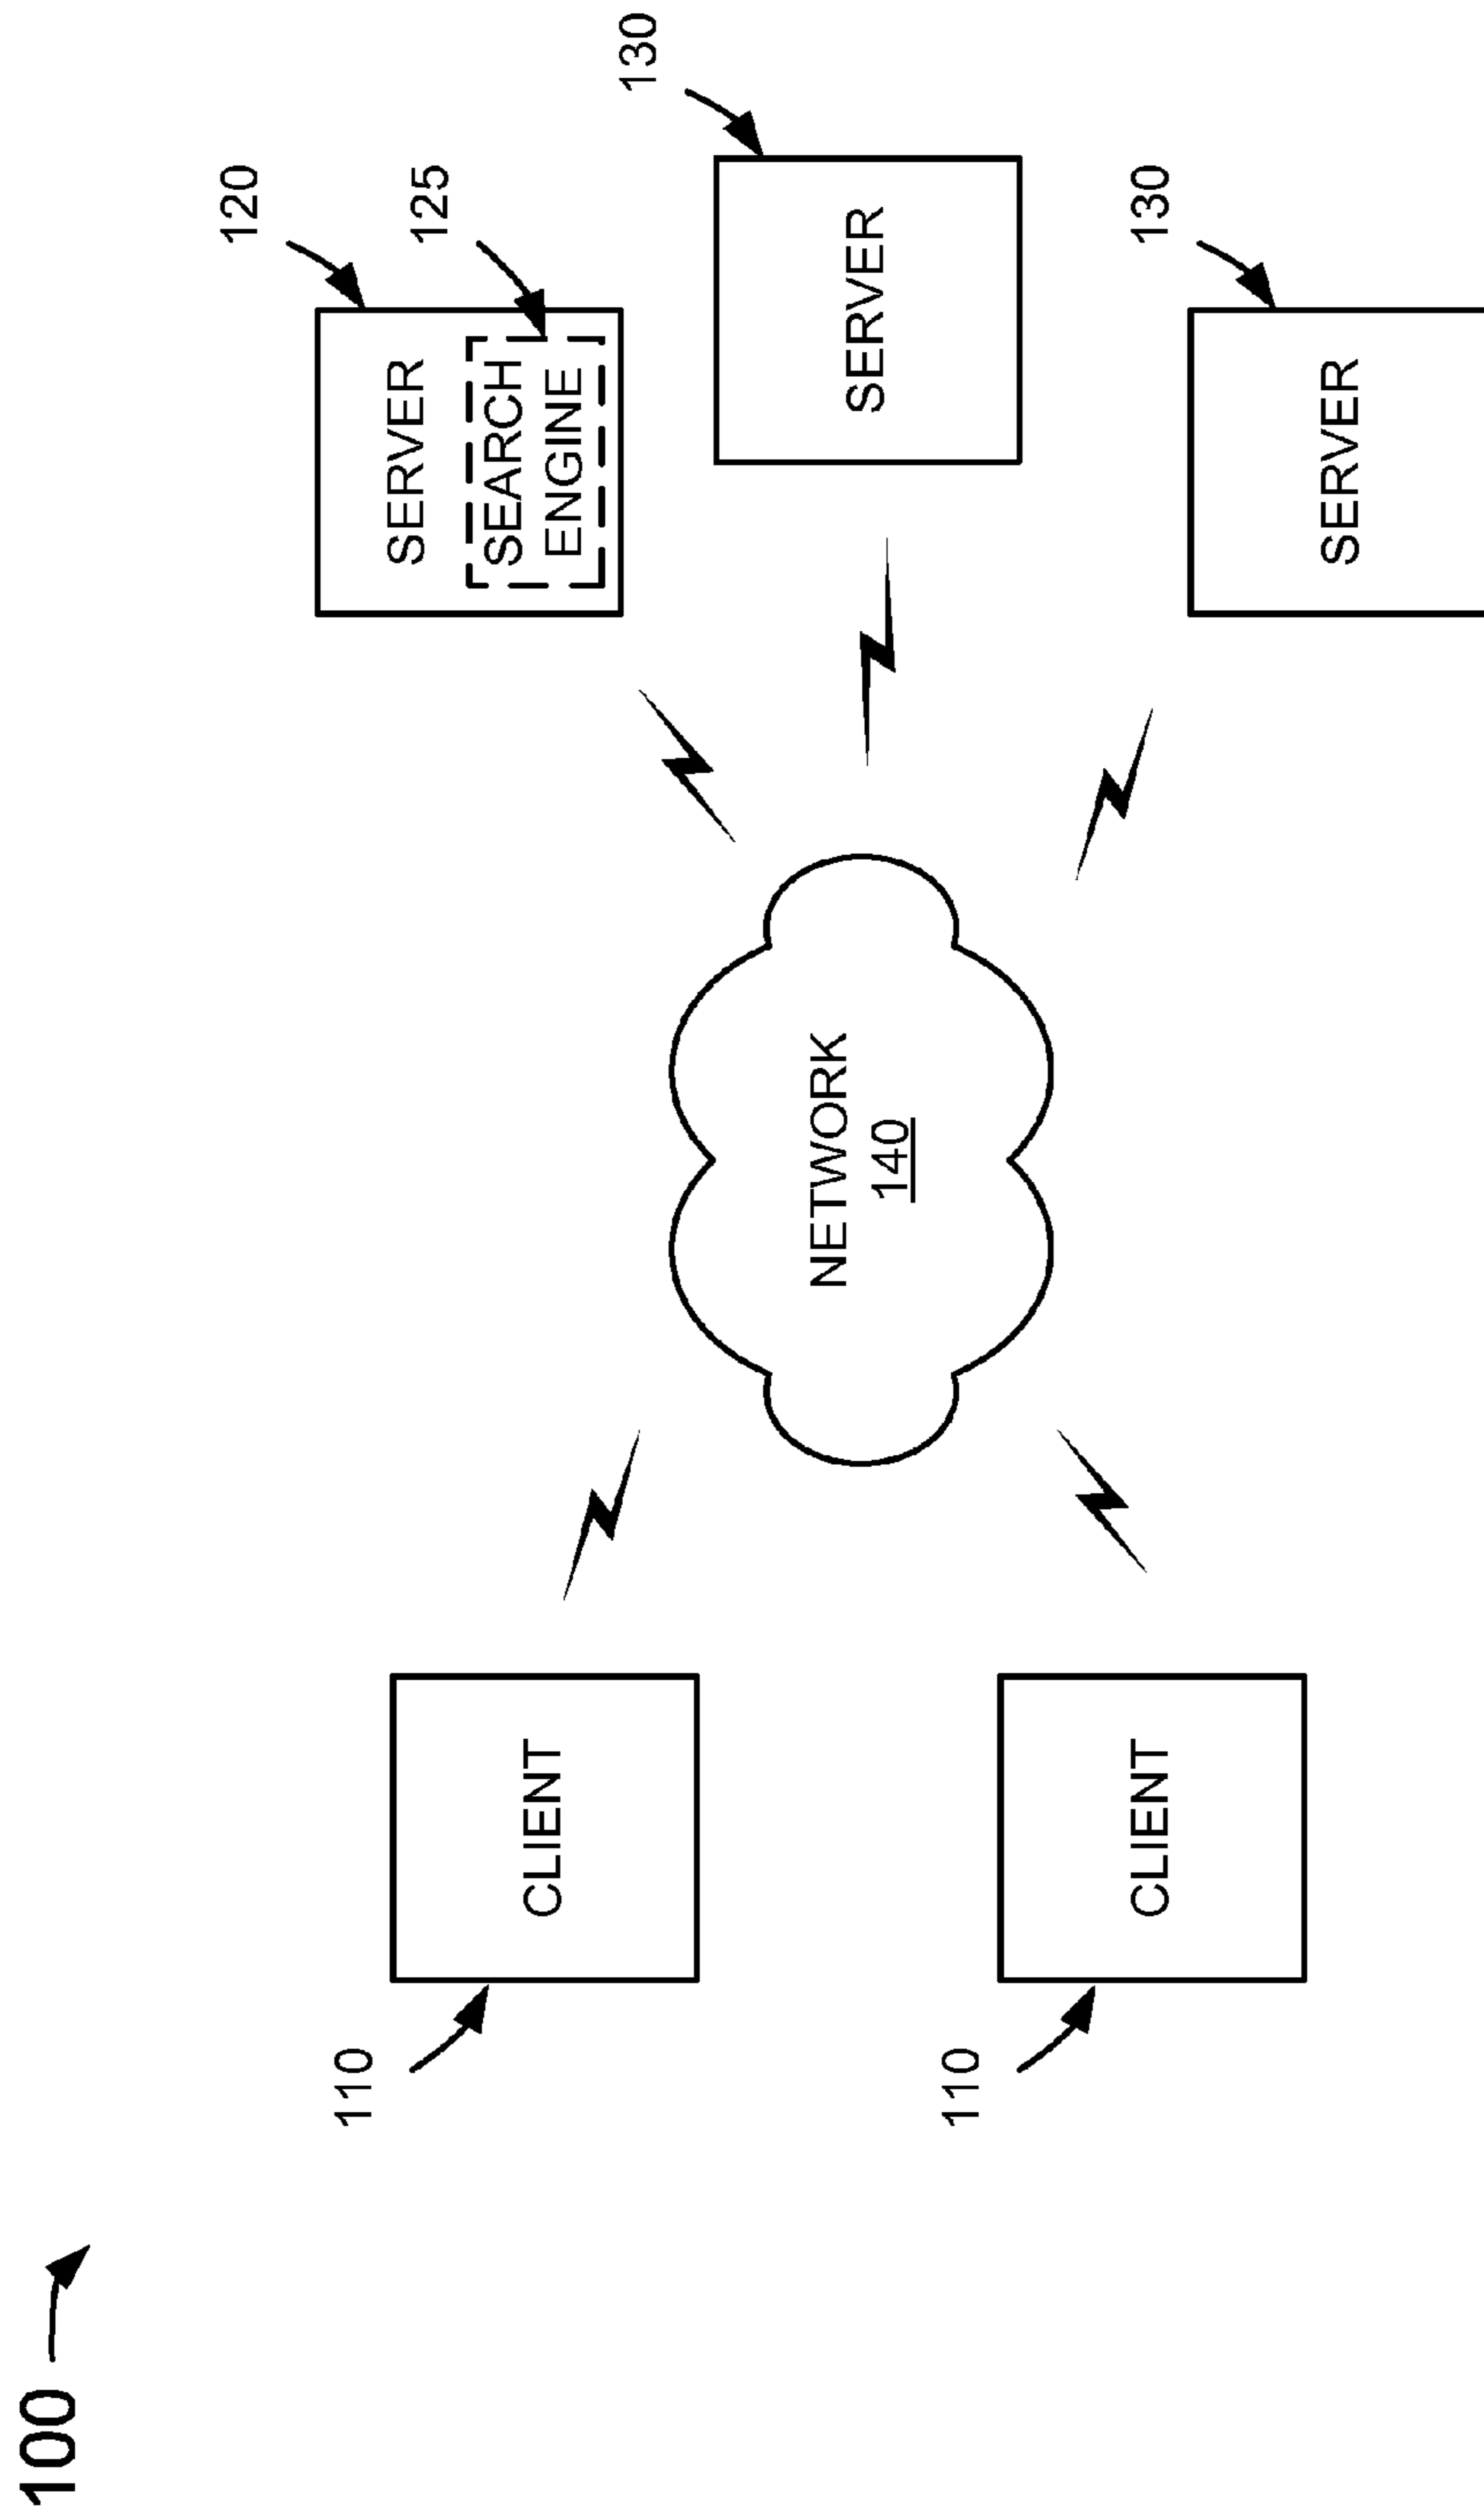 100
120
SERVER
125
SEARCH
ENGINE
110
CLIENT
130
SERVER
NETWORK
140
110
CLIENT
130
SERVER